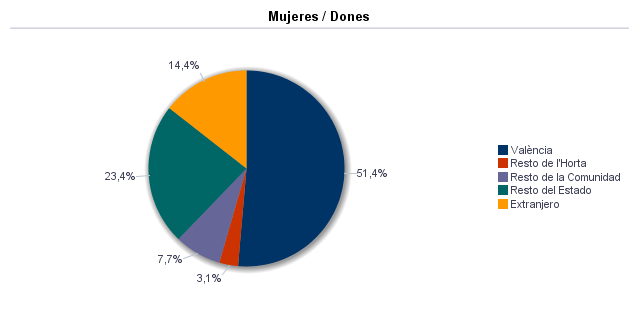 Mujeres / Dones
14,4%
51,4%
23,4%
7,7%
3,1%
València
Resto de l'Horta
Resto de la Comunidad
Resto del Estado
Extranjero